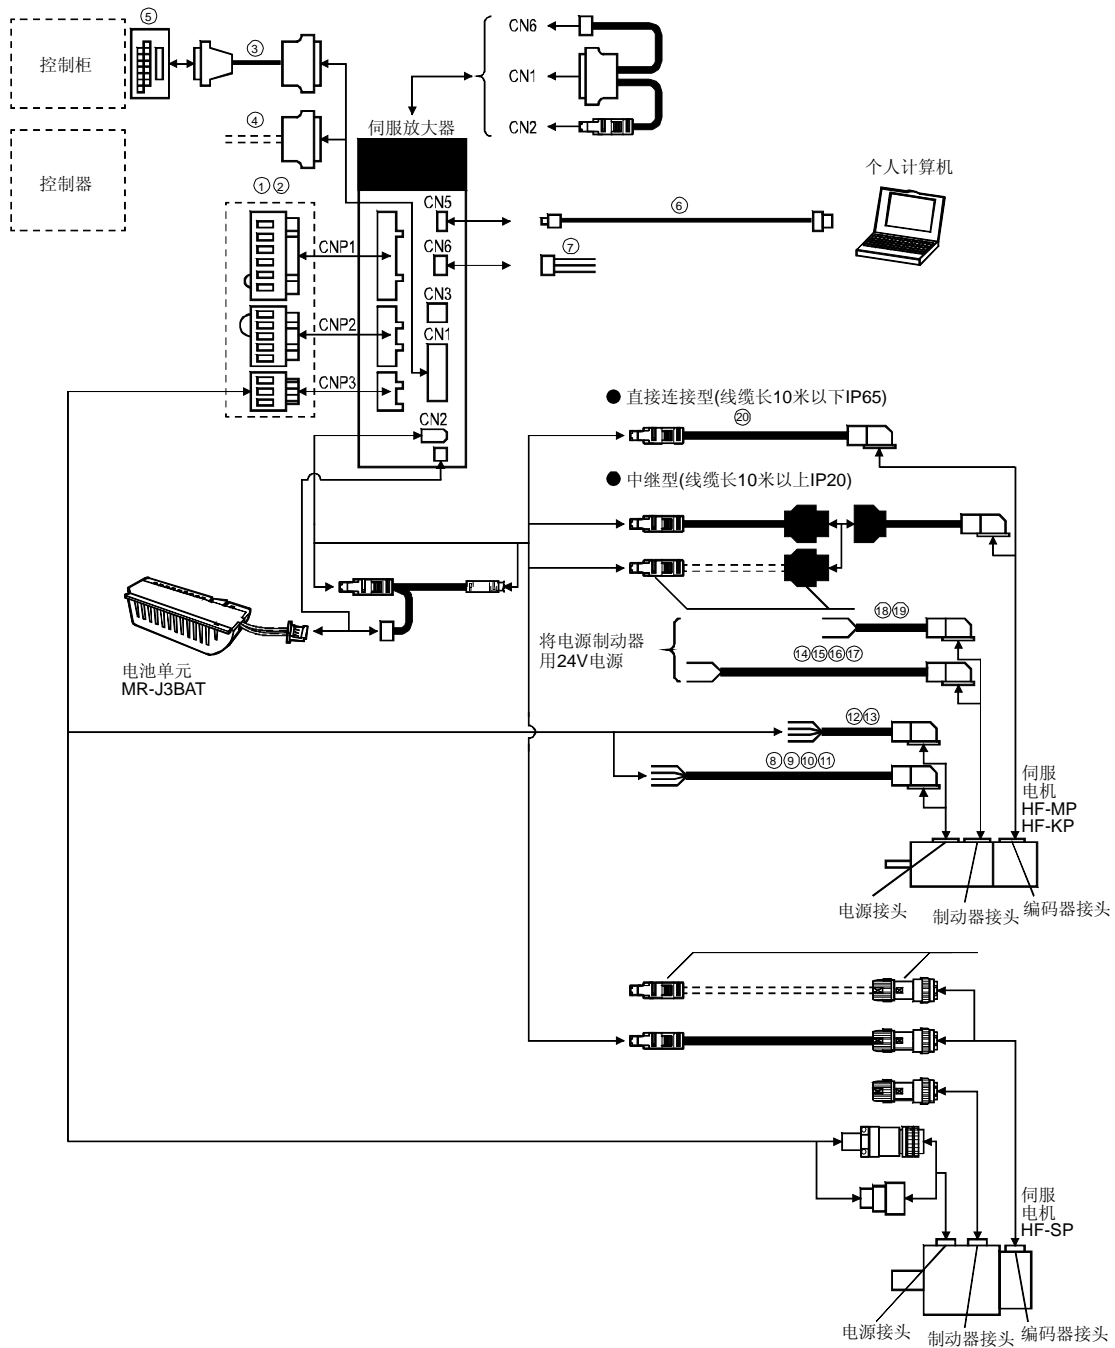 ⑤
控制柜
③
④
控制器
CN6
CN1
CN2
伺服放大器
①②
CNP1
CNP2
CNP3
CN5
CN6
CN3
CN1
CN2
⑥
⑦
个人计算机
● 直接连接型(线缆长10米以下IP65)
⑳
● 中继型(线缆长10米以上IP20)
电池单元
MR-J3BAT
将电源制动器
用24V电源
⑱⑲
⑭⑮⑯⑰
⑫⑬
⑧⑨⑩⑪
伺服
电机
HF-MP
HF-KP
电源接头
制动器接头
编码器接头
伺服
电机
HF-SP
电源接头
制动器接头
编码器接头